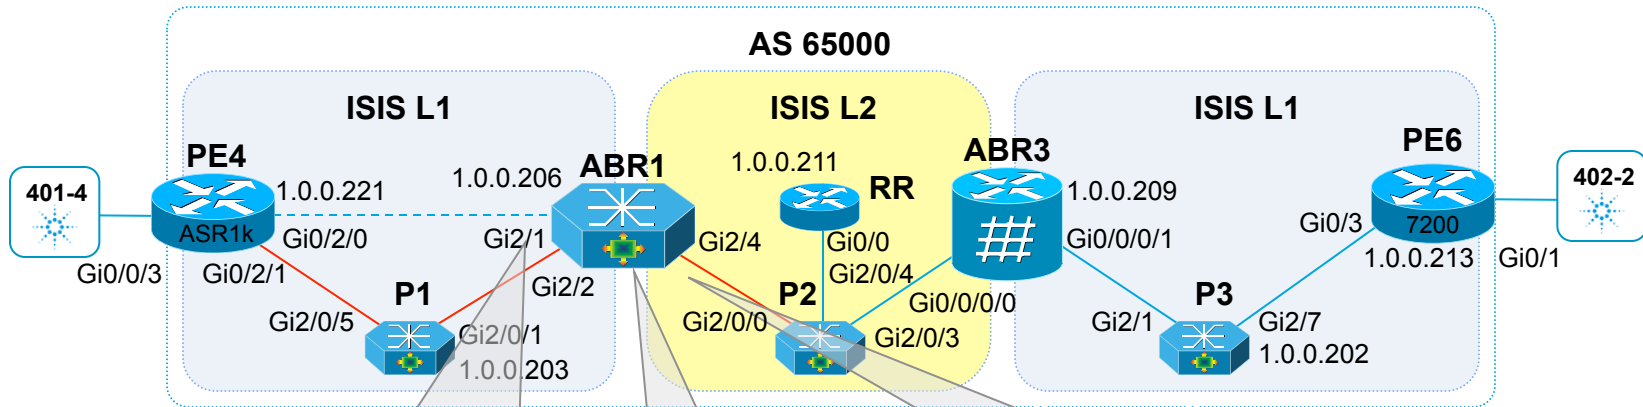 AS 65000
ISIS L1
ISIS L2
ISIS L1
PE4
ABR1
1.0.0.211
RR
ABR3
PE6
401-4
1.0.0.221
1.0.0.206
1.0.0.209
402-2
ASR1k
Gi0/2/0
Gi2/1
Gi2/4
Gi0/0
Gi0/0/0/1
Gi0/3
7200
Gi0/0/3
Gi0/2/1
Gi2/2
Gi2/0/4
1.0.0.213
Gi0/1
P1
P2
Gi0/0/0/0
P3
Gi2/0/5
Gi2/0/1
Gi2/0/0
Gi2/0/3
Gi2/1
Gi2/7
1.0.0.203
1.0.0.202